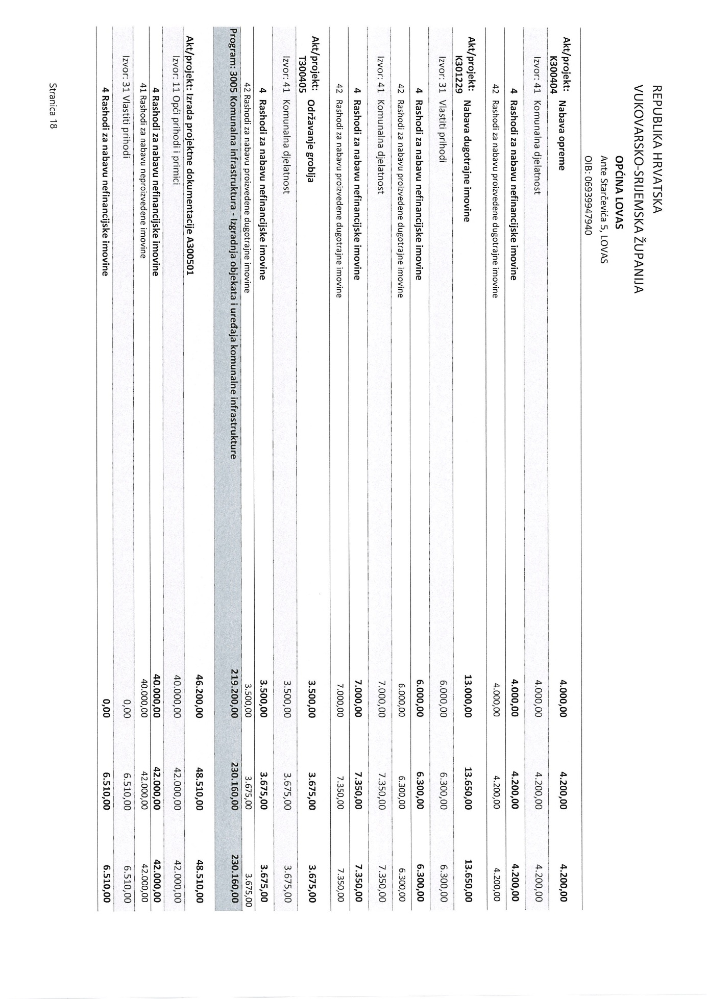 REPUBLIKA HRVATSKA
VUKOVARSKO-SRIJEMSKA ŽUPANIJA
OPĆINA LOVAS
Ante Starčevića 5, LOVAS
OIB: 06939947940
Akt/projekt: Nabava opreme 4.000,00 4.200,00 4.200,00
K300404
Izvor: 41 Komunalna djelatnost 4.000,00 4.200,00 4.200,00
4 Rashodi za nabavu nefinancijske imovine 4.000,00 4.200,00 4.200,00
42 Rashodi za nabavu proizvedene dugotrajne imovine 4.000,00 4.200,00 4.200,00
Akt/projekt: Nabava dugotrajne imovine 13.000,00 13.650,00 13.650,00
K301229
Izvor: 31 Vlastiti prihodi 6.000,00 6.300,00 6.300,00
4 Rashodi za nabavu nefinancijske imovine 6.000,00 6.300,00 6.300,00
42 Rashodi za nabavu proizvedene dugotrajne imovine 6.000,00 6.300,00 6.300,00
Izvor: 41 Komunalna djelatnost 7.000,00 7.350,00 7.350,00
4 Rashodi za nabavu nefinancijske imovine 7.000,00 7.350,00 7.350,00
42 Rashodi za nabavu proizvedene dugotrajne imovine 7.000,00 7.350,00 7.350,00
Akt/projekt: Održavanje groblja 3.500,00 3.675,00 3.675,00
T300405
Izvor: 41 Komunalna djelatnost 3.500,00 3.675,00 3.675,00
4 Rashodi za nabavu nefinancijske imovine 3.500,00 3.675,00 3.675,00
42 Rashodi za nabavu proizvedene dugotrajne imovine 3.500,00 3.675,00 3.675,00
Program: 3005 Komunalna infrastruktura - Izgradnja objekata i uređaja komunalne infrastrukture 219.200,00 230.160,00 230.160,00
Akt/projekt: Izrada projektne dokumentacije A300501 46.200,00 48.510,00 48.510,00
Izvor: 11 Opći prihodi i primici 40.000,00 42.000,00 42.000,00
4 Rashodi za nabavu nefinancijske imovine 40.000,00 42.000,00 42.000,00
41 Rashodi za nabavu neproizvedene imovine 40.000,00 42.000,00 42.000,00
Izvor: 31 Vlastiti prihodi 0,00 6.510,00 6.510,00
4 Rashodi za nabavu nefinancijske imovine 0,00 6.510,00 6.510,00
Stranica 18